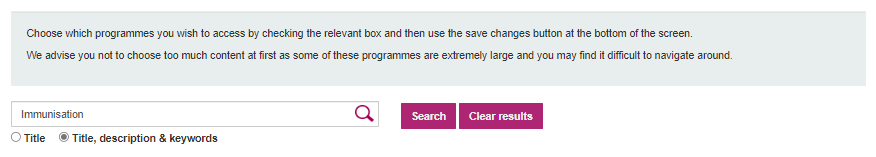 Choose which programmes you wish to access by checking the relevant box and then use the save changes button at the bottom of the screen.
We advise you not to choose too much content at first as some of these programmes are extremely large and you may find it difficult to navigate around.
Immunisation
Search
Clear results
Title
Title, description & keywords